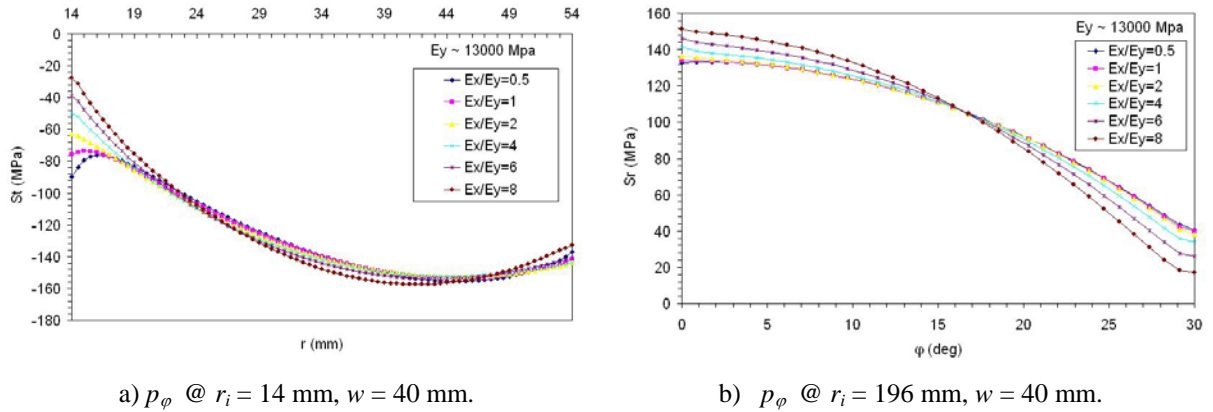 14 19 24 29 34 39 44 49 54
0
-20
-40
-60
-80
-100
-120
-140
-160
-180
St (MPa)
r (mm)
Ey ~ 13000 Mpa
Ex/Ey=0.5
Ex/Ey=1
Ex/Ey=2
Ex/Ey=4
Ex/Ey=6
Ex/Ey=8
160
140
120
100
80
60
40
20
0
Sr (MPa)
0 5 10 15 20 25 30
φ (deg)
Ey ~ 13000 Mpa
Ex/Ey=0.5
Ex/Ey=1
Ex/Ey=2
Ex/Ey=4
Ex/Ey=6
Ex/Ey=8
a) pφ @ ri = 14 mm, w = 40 mm.
b) pφ @ ri = 196 mm, w = 40 mm.